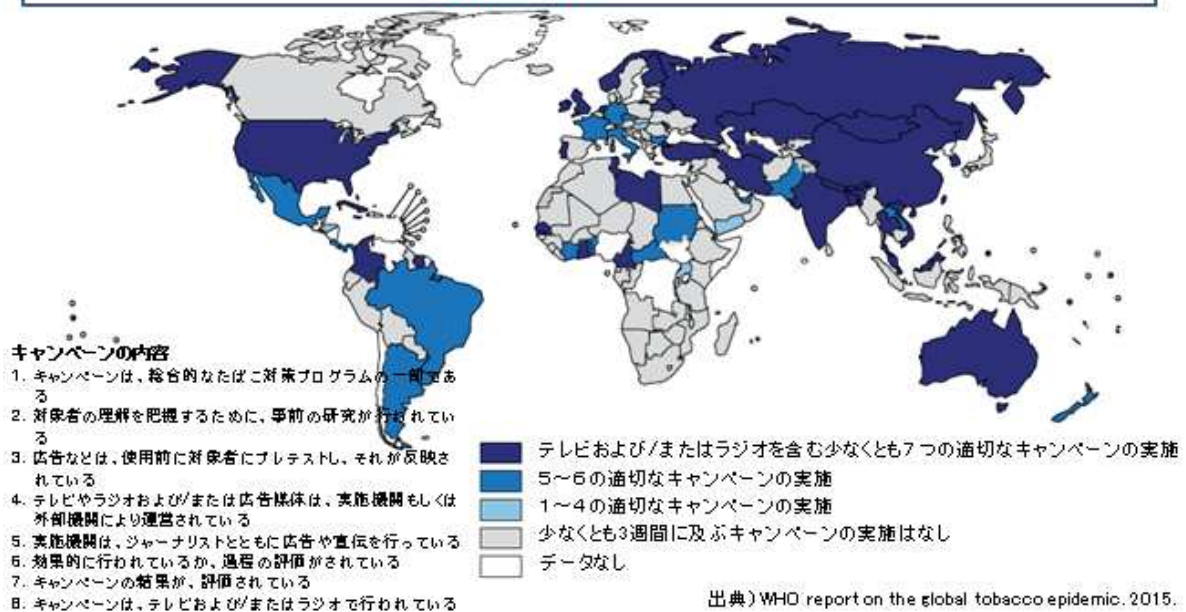 キャンペーンの内容
1. キャンペーンは、総合的なたばこ対策プログラムの一部であ
る
2. 対象者の理解を把握するために、事前の研究が行われてい
る
3. 広告などは、使用前に対象者にプレテストし、それが反映さ
れている
4. テレビやラジオおよび/または広告媒体は、実施機関もしくは
外部機関により運営されている
5. 実施機関は、ジャーナリストとともに広告や宣伝を行っている
6. 効果的に行われているか、過程の評価がされている
7. キャンペーンの結果が、評価されている
8. キャンペーンは、テレビおよび/またはラジオで行われている
テレビおよび/またはラジオを含む少なくとも7つの適切なキャンペーンの実施
5～6の適切なキャンペーンの実施
1～4の適切なキャンペーンの実施
少なくとも3週間に及ぶキャンペーンの実施はなし
データなし
出典）WHO report on the global tobacco epidemic. 2015.